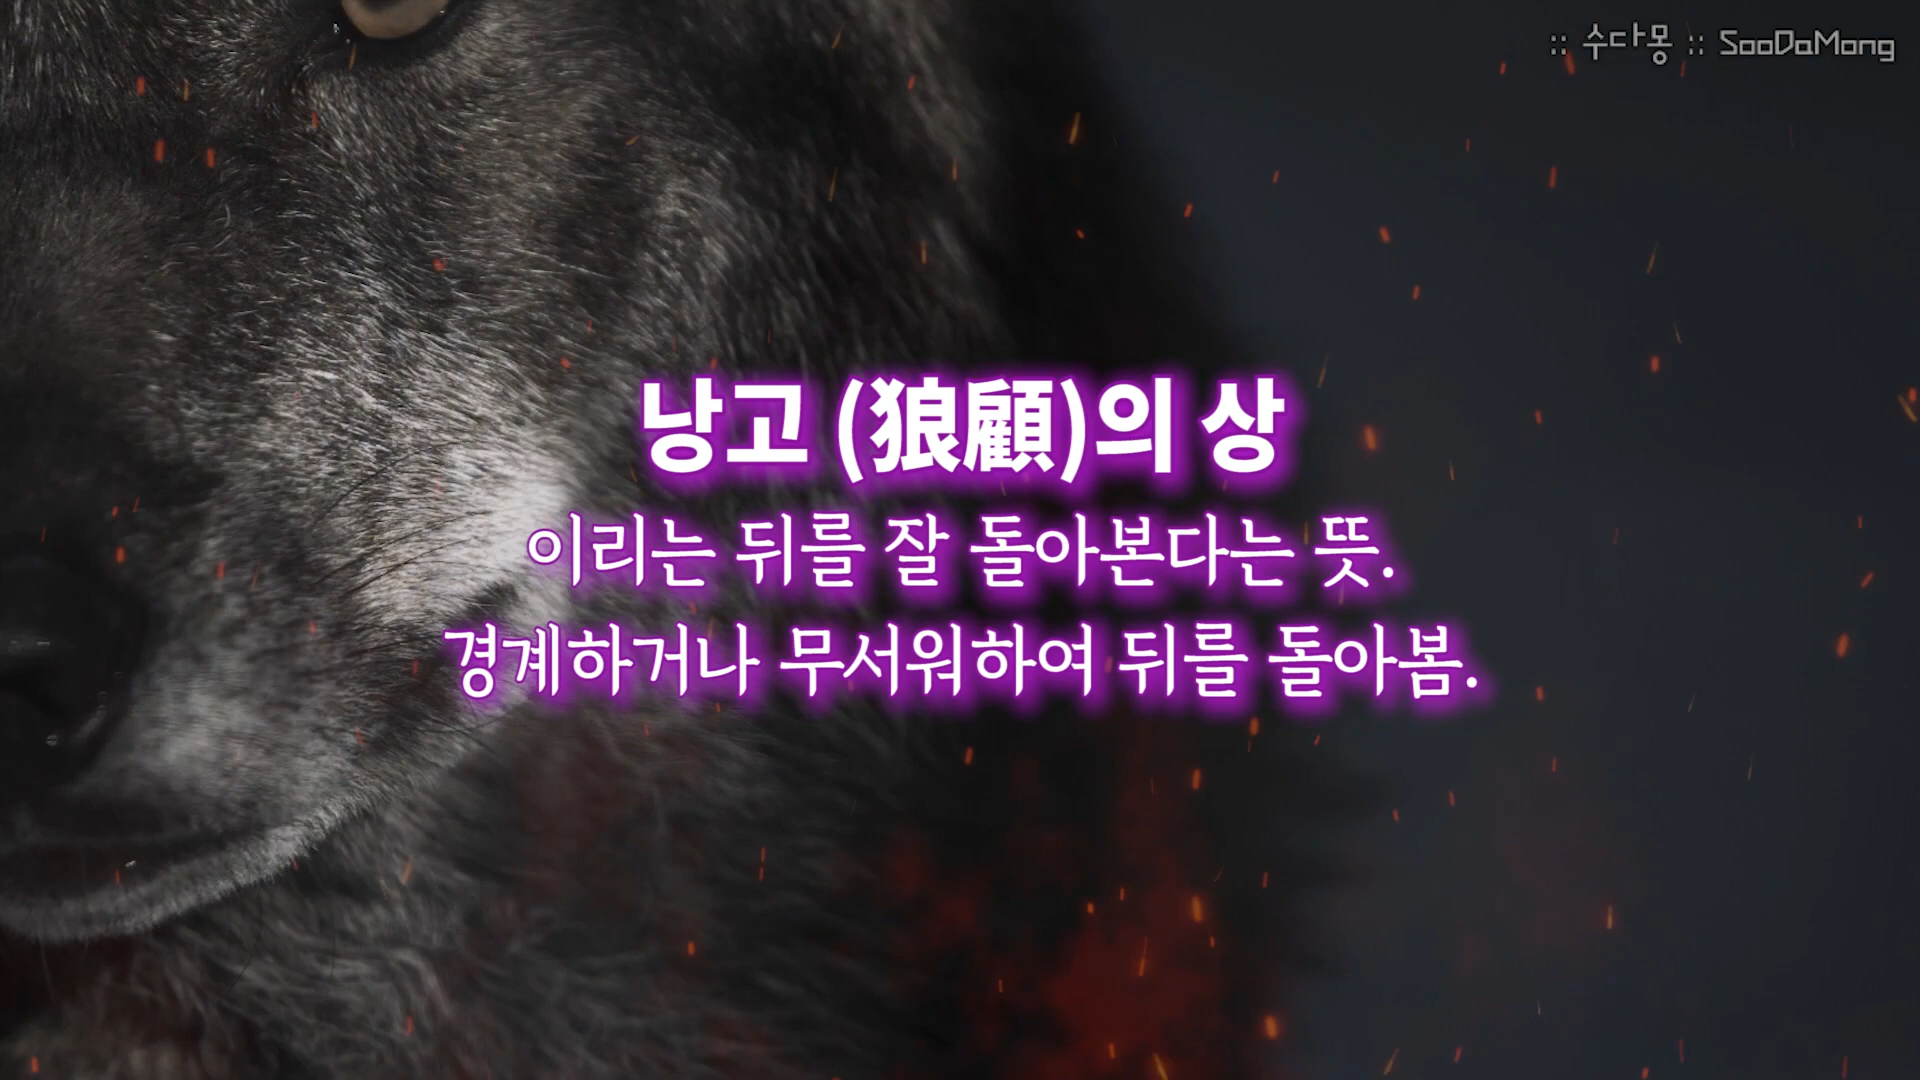 :: 수다몽 :: SooDaMong
낭고 (狼顧)의 상
이리는 뒤를 잘 돌아본다는 뜻.
경계하거나 무서워하여 뒤를 돌아봄.